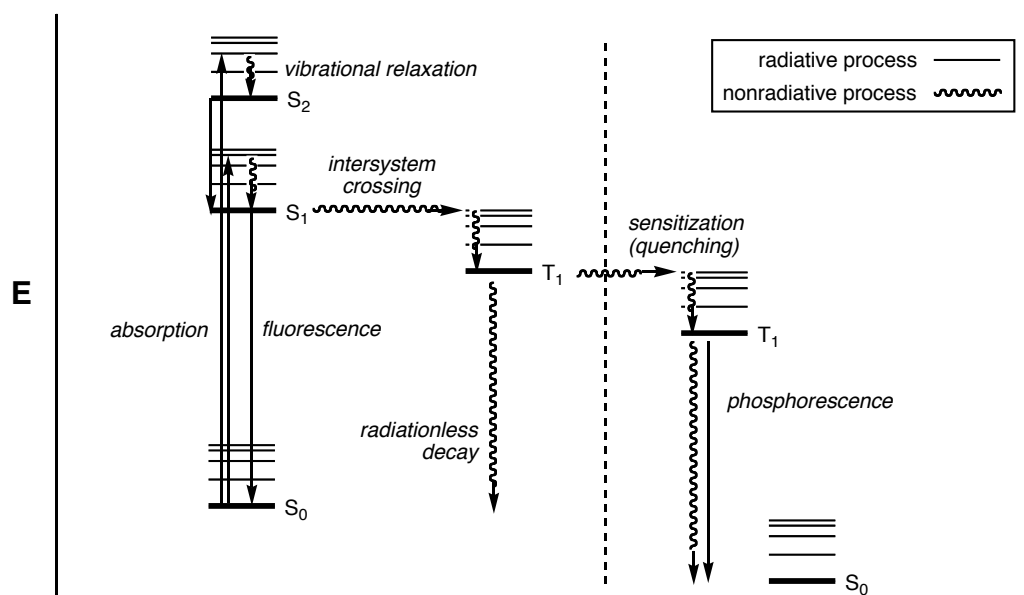 radiative process
nonradiative process
vibrational relaxation
S2
intersystem
crossing
S1
sensitization
(quenching)
T1
E
absorption
fluorescence
T1
radiationless
decay
phosphorescence
S0
S0